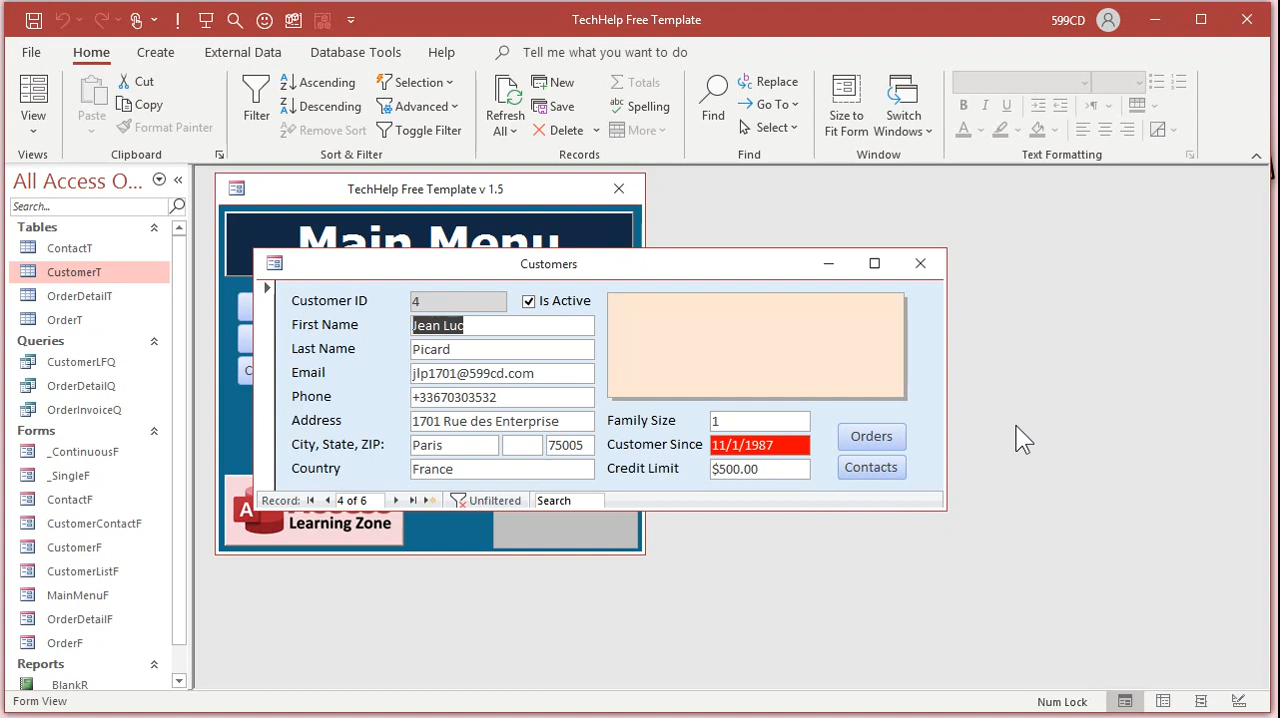 TechHelp Free Template
599CD
File Home Create External Data Database Tools Help Tell me what you want to do
View
Views
Paste
Cut
Copy
Format Painter
Clipboard
Filter
Ascending
Descending
Remove Sort
Selection
Advanced
Toggle Filter
Sort & Filter
Refresh
All
New
Save
Delete
Totals
Spelling
More
Records
Find
Replace
Go To
Select
Find
Size to
Fit Form
Switch
Windows
Window
B I U
A
Text Formatting
All Access O...
Search...
Tables
ContactT
CustomerT
OrderDetailT
OrderT
Queries
CustomerLFQ
OrderDetailQ
OrderInvoiceQ
Forms
_ContinuousF
_SingleF
ContactF
CustomerContactF
CustomerF
CustomerListF
MainMenuF
OrderDetailF
OrderF
Reports
_BlankR
TechHelp Free Template v 1.5
Main Menu
C
A
Learning Zone
Customers
Customer ID 4 Is Active
First Name Jean Luc
Last Name Picard
Email jlp1701@599cd.com
Phone +33670303532
Address 1701 Rue des Enterprise
City, State, ZIP: Paris 75005
Country France
Family Size 1
Customer Since 11/1/1987
Credit Limit $500.00
Orders
Contacts
Record: 4 of 6 Unfiltered Search
Form View
Num Lock